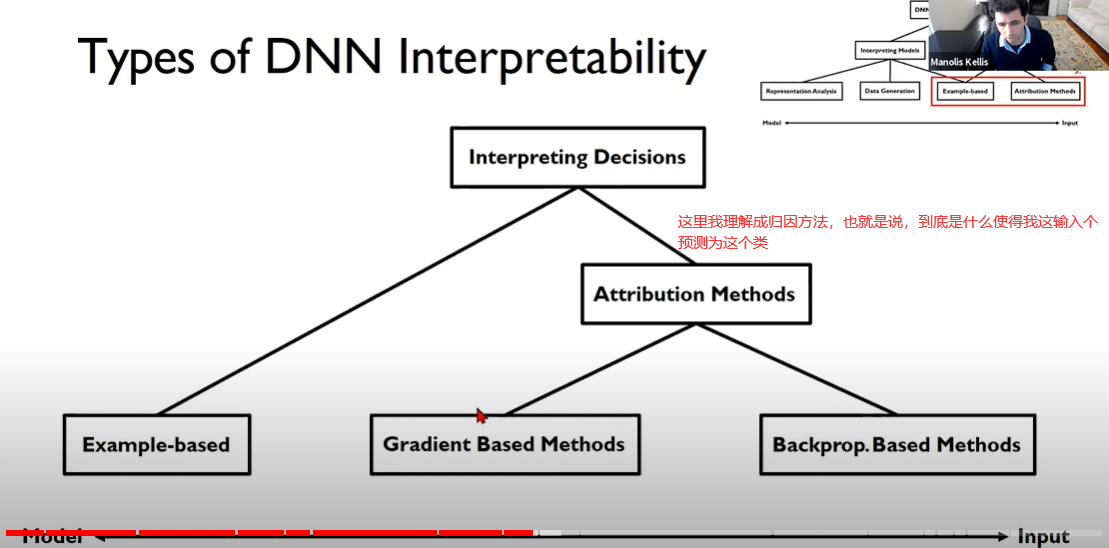 Types of DNN Interpretability
Manolis Kellis
Interpreting Models
Representation Analysis
Data Generation
Example-based
Attribution Methods
Model
Input
Interpreting Decisions
这里我理解成归因方法，也就是说，到底是什么使得我这输入个
预测为这个类
Attribution Methods
Example-based
Gradient Based Methods
Backprop. Based Methods
Model
Input